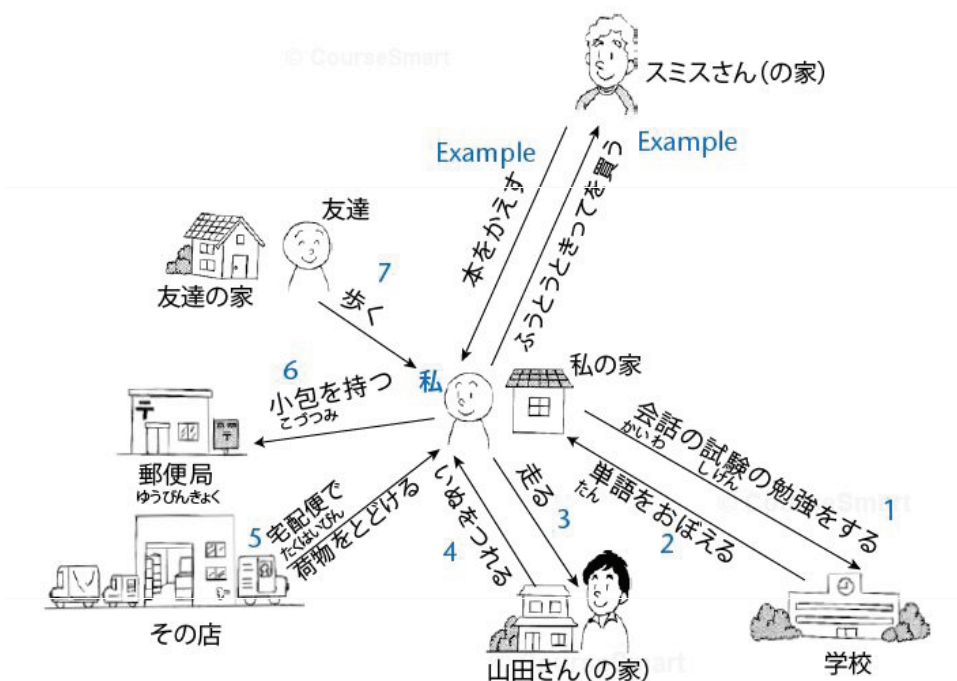 © CourseSmart
スミスさん（の家）
Example
Example
本をかえす
ふうとうときってを買う
友達
友達の家
7
歩く
私
私の家
6
小包を持つ
こづつみ
郵便局
ゆうびんきょく
会話の試験の勉強をする
かいわ
しげん
1
単語をおぼえる
たん
2
© CourseSmart
走る
3
いぬをつれる
4
5
宅配便で
たくはいびん
荷物をとどける
その店
山田さん（の家）
学校